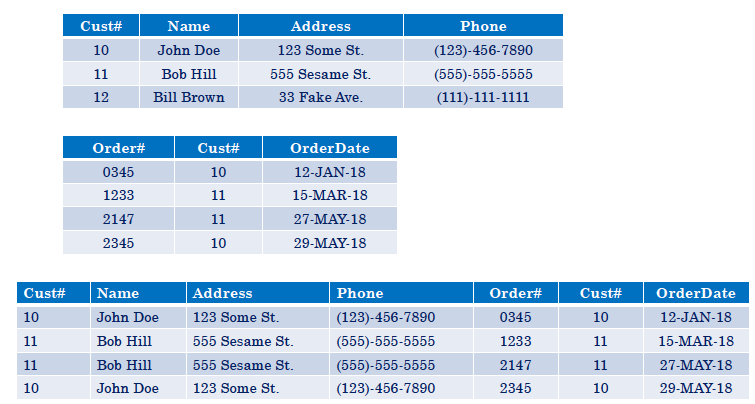 Cust# Name Address Phone
10 John Doe 123 Some St. (123)-456-7890
11 Bob Hill 555 Sesame St. (555)-555-5555
12 Bill Brown 33 Fake Ave. (111)-111-1111
Order# Cust# OrderDate
0345 10 12-JAN-18
1233 11 15-MAR-18
2147 11 27-MAY-18
2345 10 29-MAY-18
Cust# Name Address Phone Order# Cust# OrderDate
10 John Doe 123 Some St. (123)-456-7890 0345 10 12-JAN-18
11 Bob Hill 555 Sesame St. (555)-555-5555 1233 11 15-MAR-18
11 Bob Hill 555 Sesame St. (555)-555-5555 2147 11 27-MAY-18
10 John Doe 123 Some St. (123)-456-7890 2345 10 29-MAY-18